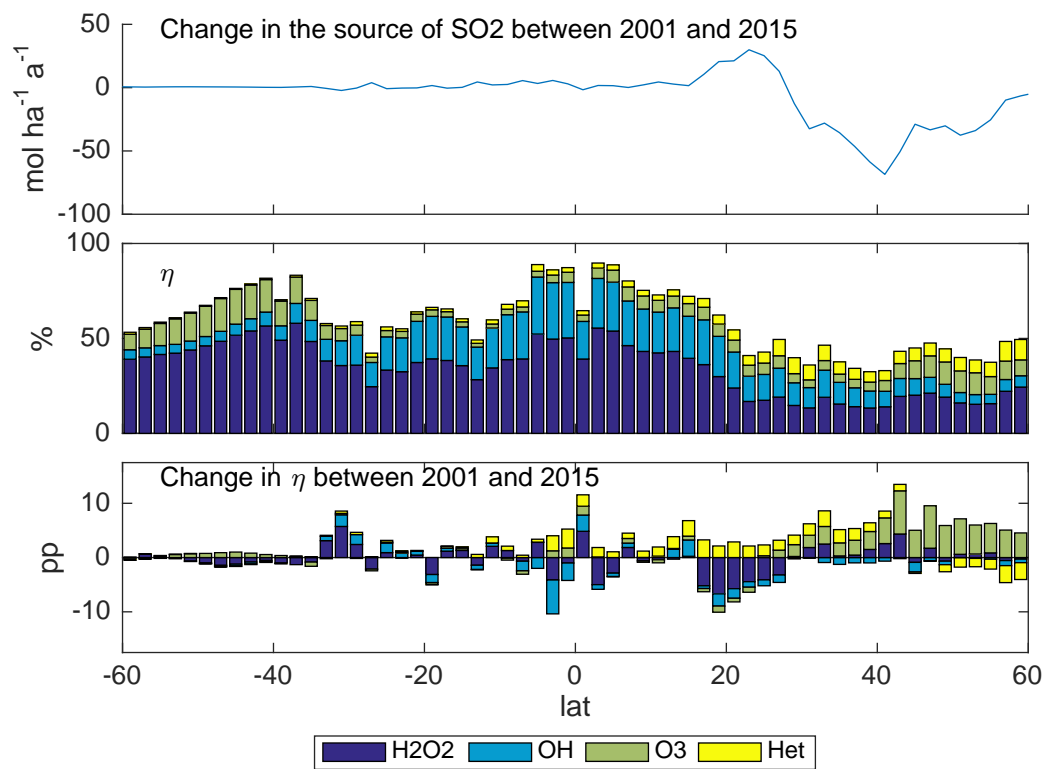 Change in the source of SO2 between 2001 and 2015
50
0
-50
-100
mol ha⁻¹ a⁻¹
η
100
50
0
%
Change in η between 2001 and 2015
10
0
-10
pp
-60 -40 -20 0 20 40 60
lat
H2O2 OH O3 Het